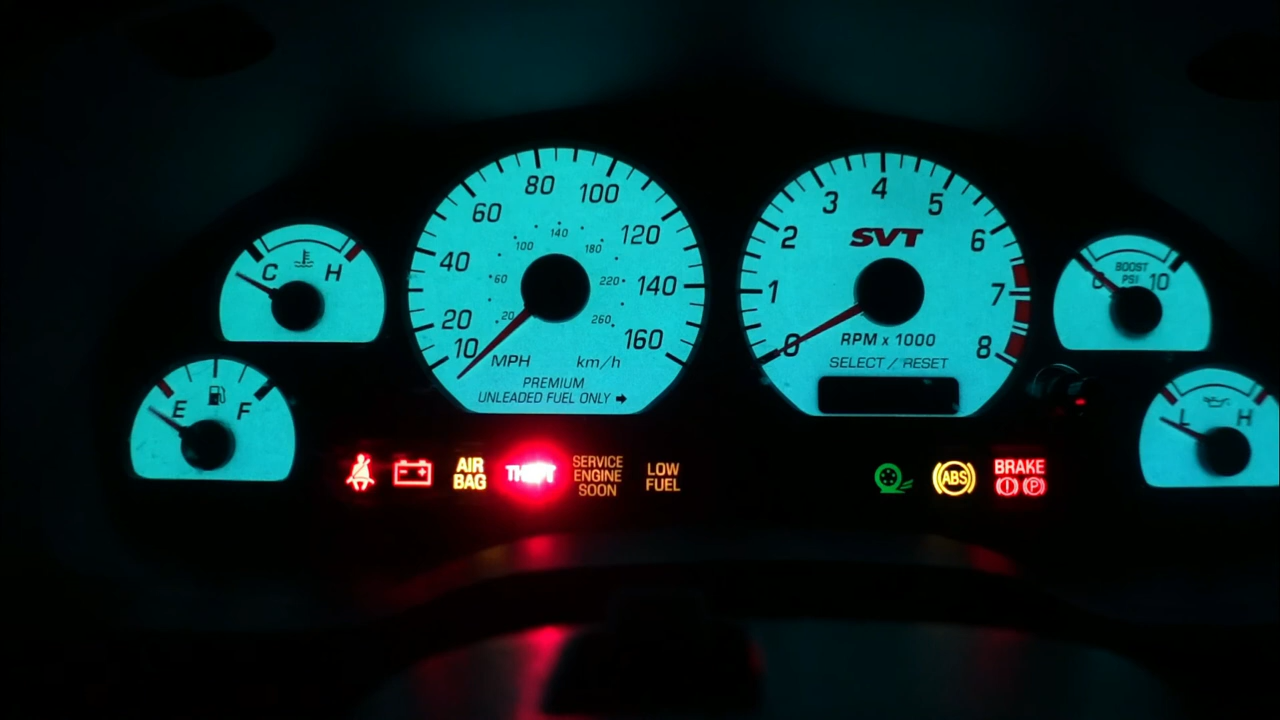 C H
E F
80
60 100
40 120
20 140
10 160
140
100 180
60 220
20 260
MPH km/h
PREMIUM
UNLEADED FUEL ONLY
4
3 5
2 6
1 7
0 8
SVT
RPM x 1000
SELECT / RESET
BOOST
PSI
0 10
L H
AIR
BAG
THEFT
SERVICE
ENGINE
SOON
LOW
FUEL
ABS
BRAKE
! P